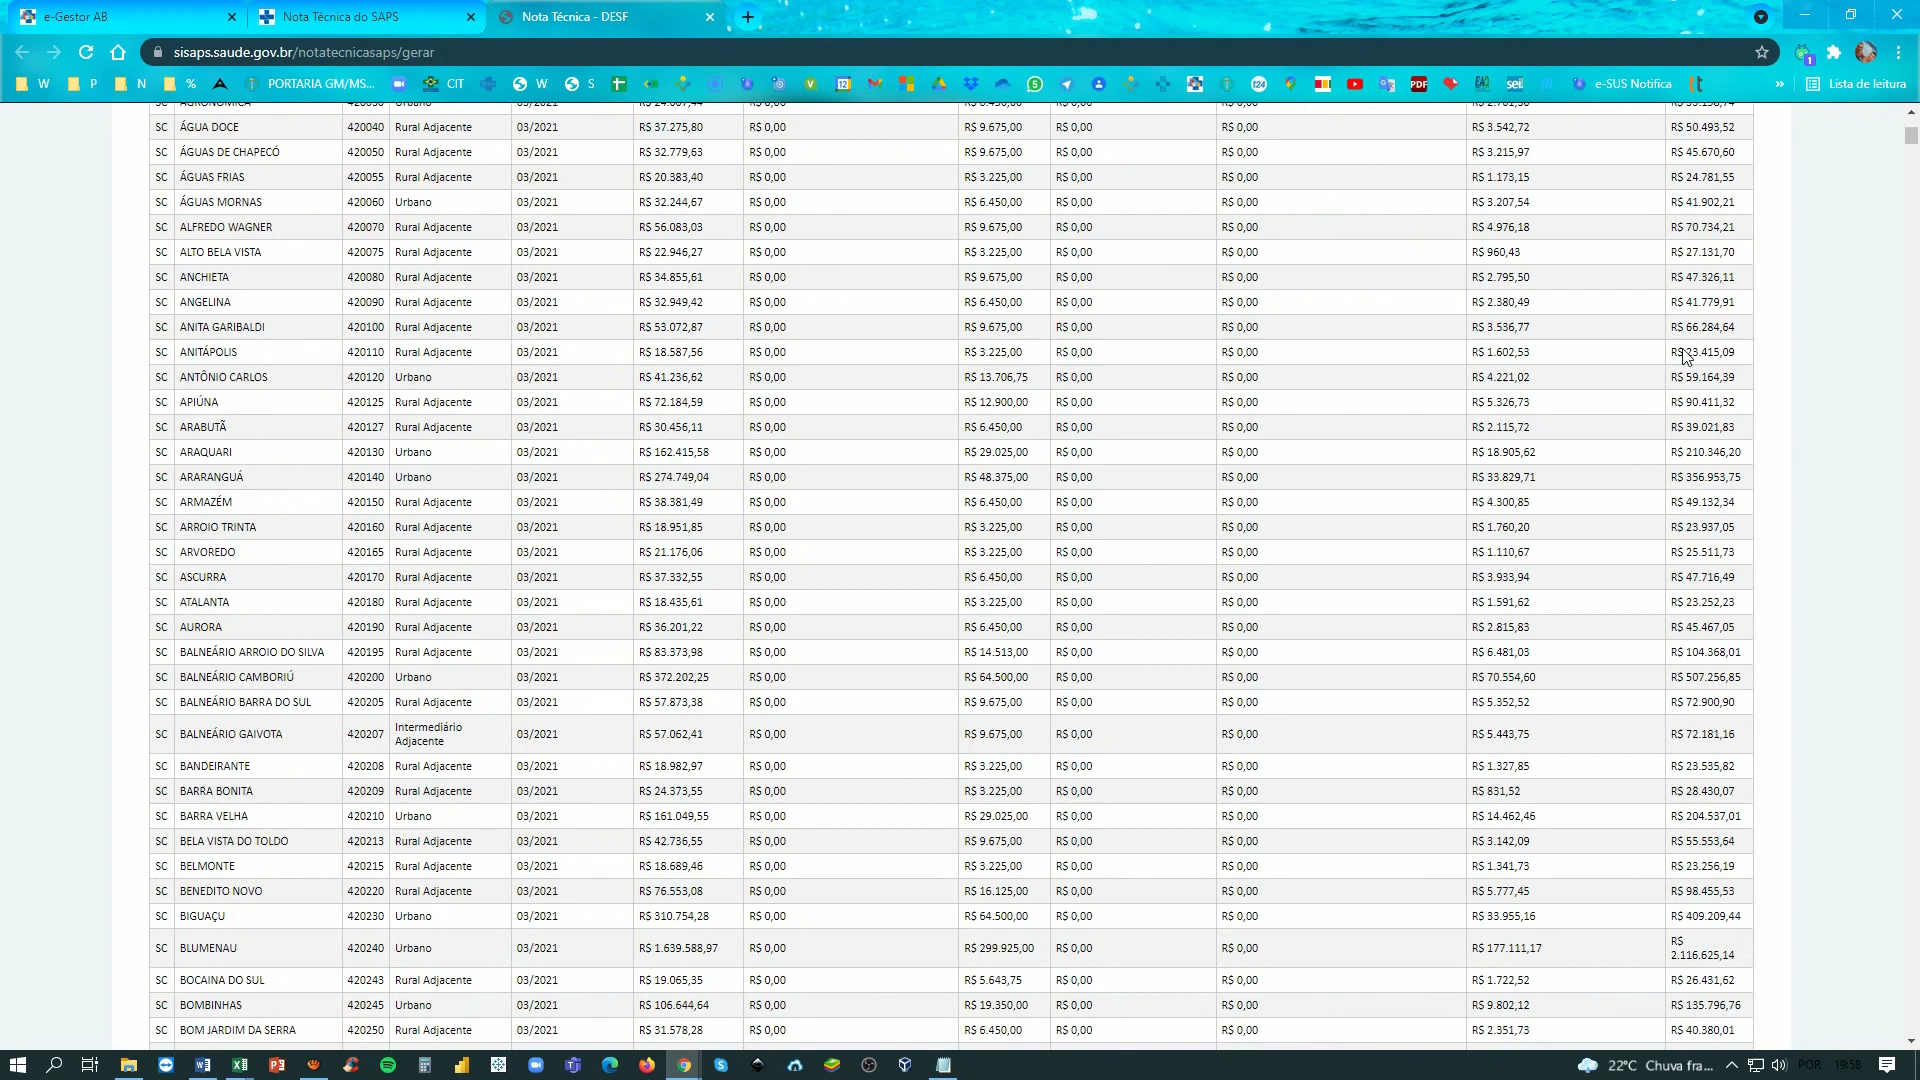 e-Gestor AB
Nota Técnica do SAPS
Nota Técnica - DESF
sisaps.saude.gov.br/notatecnicasaps/gerar
W P N % PORTARIA GM/MS... CIT W S e-SUS Notifica Lista de leitura
SC ÁGUA DOCE 420040 Rural Adjacente 03/2021 R$ 37.275,80 R$ 0,00 R$ 9.675,00 R$ 0,00 R$ 0,00 R$ 3.542,72 R$ 50.493,52
SC ÁGUAS DE CHAPECÓ 420050 Rural Adjacente 03/2021 R$ 32.779,63 R$ 0,00 R$ 9.675,00 R$ 0,00 R$ 0,00 R$ 3.215,97 R$ 45.670,60
SC ÁGUAS FRIAS 420055 Rural Adjacente 03/2021 R$ 20.383,40 R$ 0,00 R$ 3.225,00 R$ 0,00 R$ 0,00 R$ 1.173,15 R$ 24.781,55
SC ÁGUAS MORNAS 420060 Urbano 03/2021 R$ 32.244,67 R$ 0,00 R$ 6.450,00 R$ 0,00 R$ 0,00 R$ 3.207,54 R$ 41.902,21
SC ALFREDO WAGNER 420070 Rural Adjacente 03/2021 R$ 56.083,03 R$ 0,00 R$ 9.675,00 R$ 0,00 R$ 0,00 R$ 4.976,18 R$ 70.734,21
SC ALTO BELA VISTA 420075 Rural Adjacente 03/2021 R$ 22.946,27 R$ 0,00 R$ 3.225,00 R$ 0,00 R$ 0,00 R$ 960,43 R$ 27.131,70
SC ANCHIETA 420080 Rural Adjacente 03/2021 R$ 34.855,61 R$ 0,00 R$ 9.675,00 R$ 0,00 R$ 0,00 R$ 2.795,50 R$ 47.326,11
SC ANGELINA 420090 Rural Adjacente 03/2021 R$ 32.949,42 R$ 0,00 R$ 6.450,00 R$ 0,00 R$ 0,00 R$ 2.380,49 R$ 41.779,91
SC ANITA GARIBALDI 420100 Rural Adjacente 03/2021 R$ 53.072,87 R$ 0,00 R$ 9.675,00 R$ 0,00 R$ 0,00 R$ 3.536,77 R$ 66.284,64
SC ANITÁPOLIS 420110 Rural Adjacente 03/2021 R$ 18.587,56 R$ 0,00 R$ 3.225,00 R$ 0,00 R$ 0,00 R$ 1.602,53 R$ 23.415,09
SC ANTÔNIO CARLOS 420120 Urbano 03/2021 R$ 41.236,62 R$ 0,00 R$ 13.706,75 R$ 0,00 R$ 0,00 R$ 4.221,02 R$ 59.164,39
SC APIÚNA 420125 Rural Adjacente 03/2021 R$ 72.184,59 R$ 0,00 R$ 12.900,00 R$ 0,00 R$ 0,00 R$ 5.326,73 R$ 90.411,32
SC ARABUTÃ 420127 Rural Adjacente 03/2021 R$ 30.456,11 R$ 0,00 R$ 6.450,00 R$ 0,00 R$ 0,00 R$ 2.115,72 R$ 39.021,83
SC ARAQUARI 420130 Urbano 03/2021 R$ 162.415,58 R$ 0,00 R$ 29.025,00 R$ 0,00 R$ 0,00 R$ 18.905,62 R$ 210.346,20
SC ARARANGUÁ 420140 Urbano 03/2021 R$ 274.749,04 R$ 0,00 R$ 48.375,00 R$ 0,00 R$ 0,00 R$ 33.829,71 R$ 356.953,75
SC ARMAZÉM 420150 Rural Adjacente 03/2021 R$ 38.381,49 R$ 0,00 R$ 6.450,00 R$ 0,00 R$ 0,00 R$ 4.300,85 R$ 49.132,34
SC ARROIO TRINTA 420160 Rural Adjacente 03/2021 R$ 18.951,85 R$ 0,00 R$ 3.225,00 R$ 0,00 R$ 0,00 R$ 1.760,20 R$ 23.937,05
SC ARVOREDO 420165 Rural Adjacente 03/2021 R$ 21.176,06 R$ 0,00 R$ 3.225,00 R$ 0,00 R$ 0,00 R$ 1.110,67 R$ 25.511,73
SC ASCURRA 420170 Rural Adjacente 03/2021 R$ 37.332,55 R$ 0,00 R$ 6.450,00 R$ 0,00 R$ 0,00 R$ 3.933,94 R$ 47.716,49
SC ATALANTA 420180 Rural Adjacente 03/2021 R$ 18.435,61 R$ 0,00 R$ 3.225,00 R$ 0,00 R$ 0,00 R$ 1.591,62 R$ 23.252,23
SC AURORA 420190 Rural Adjacente 03/2021 R$ 36.201,22 R$ 0,00 R$ 6.450,00 R$ 0,00 R$ 0,00 R$ 2.815,83 R$ 45.467,05
SC BALNEÁRIO ARROIO DO SILVA 420195 Rural Adjacente 03/2021 R$ 83.373,98 R$ 0,00 R$ 14.513,00 R$ 0,00 R$ 0,00 R$ 6.481,03 R$ 104.368,01
SC BALNEÁRIO CAMBORIÚ 420200 Urbano 03/2021 R$ 372.202,25 R$ 0,00 R$ 64.500,00 R$ 0,00 R$ 0,00 R$ 70.554,60 R$ 507.256,85
SC BALNEÁRIO BARRA DO SUL 420205 Rural Adjacente 03/2021 R$ 57.873,38 R$ 0,00 R$ 9.675,00 R$ 0,00 R$ 0,00 R$ 5.352,52 R$ 72.900,90
SC BALNEÁRIO GAIVOTA 420207 Intermediário Adjacente 03/2021 R$ 57.062,41 R$ 0,00 R$ 9.675,00 R$ 0,00 R$ 0,00 R$ 5.443,75 R$ 72.181,16
SC BANDEIRANTE 420208 Rural Adjacente 03/2021 R$ 18.982,97 R$ 0,00 R$ 3.225,00 R$ 0,00 R$ 0,00 R$ 1.327,85 R$ 23.535,82
SC BARRA BONITA 420209 Rural Adjacente 03/2021 R$ 24.373,55 R$ 0,00 R$ 3.225,00 R$ 0,00 R$ 0,00 R$ 831,52 R$ 28.430,07
SC BARRA VELHA 420210 Urbano 03/2021 R$ 161.049,55 R$ 0,00 R$ 29.025,00 R$ 0,00 R$ 0,00 R$ 14.462,46 R$ 204.537,01
SC BELA VISTA DO TOLDO 420213 Rural Adjacente 03/2021 R$ 42.736,55 R$ 0,00 R$ 9.675,00 R$ 0,00 R$ 0,00 R$ 3.142,09 R$ 55.553,64
SC BELMONTE 420215 Rural Adjacente 03/2021 R$ 18.689,46 R$ 0,00 R$ 3.225,00 R$ 0,00 R$ 0,00 R$ 1.341,73 R$ 23.256,19
SC BENEDITO NOVO 420220 Rural Adjacente 03/2021 R$ 76.553,08 R$ 0,00 R$ 16.125,00 R$ 0,00 R$ 0,00 R$ 5.777,45 R$ 98.455,53
SC BIGUAÇU 420230 Urbano 03/2021 R$ 310.754,28 R$ 0,00 R$ 64.500,00 R$ 0,00 R$ 0,00 R$ 33.955,16 R$ 409.209,44
SC BLUMENAU 420240 Urbano 03/2021 R$ 1.639.588,97 R$ 0,00 R$ 299.925,00 R$ 0,00 R$ 0,00 R$ 177.111,17 R$ 2.116.625,14
SC BOCAINA DO SUL 420243 Rural Adjacente 03/2021 R$ 19.065,35 R$ 0,00 R$ 5.643,75 R$ 0,00 R$ 0,00 R$ 1.722,52 R$ 26.431,62
SC BOMBINHAS 420245 Urbano 03/2021 R$ 106.644,64 R$ 0,00 R$ 19.350,00 R$ 0,00 R$ 0,00 R$ 9.802,12 R$ 135.796,76
SC BOM JARDIM DA SERRA 420250 Rural Adjacente 03/2021 R$ 31.578,28 R$ 0,00 R$ 6.450,00 R$ 0,00 R$ 0,00 R$ 2.351,73 R$ 40.380,01
22°C Chuva fra... POR 19:58